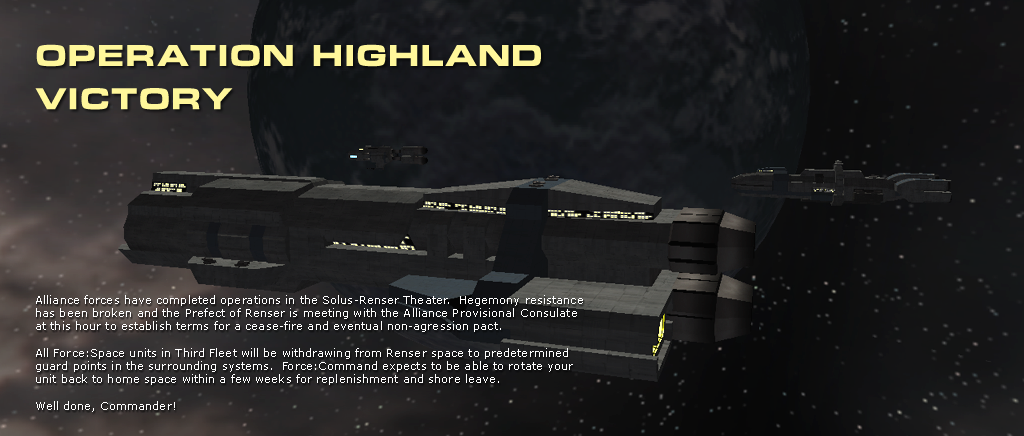 OPERATION HIGHLAND
VICTORY
Alliance forces have completed operations in the Solus-Renser Theater.  Hegemony resistance
has been broken and the Prefect of Renser is meeting with the Alliance Provisional Consulate
at this hour to establish terms for a cease-fire and eventual non-agression pact.
All Force:Space units in Third Fleet will be withdrawing from Renser space to predetermined
guard points in the surrounding systems.  Force:Command expects to be able to rotate your
unit back to home space within a few weeks for replenishment and shore leave.
Well done, Commander!